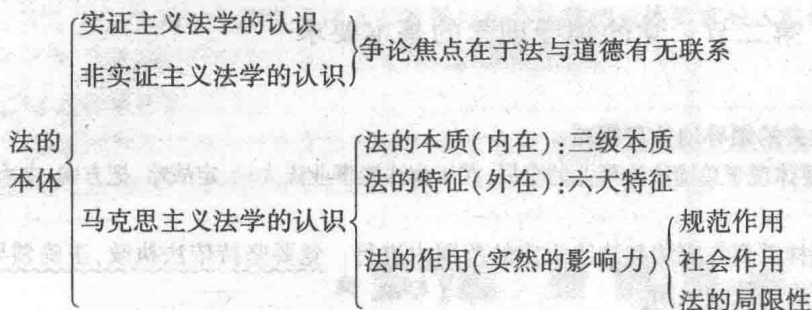 实证主义法学的认识
非实证主义法学的认识
争论焦点在于法与道德有无联系
法的
本体
马克思主义法学的认识
法的本质(内在):三级本质
法的特征(外在):六大特征
法的作用(实然的影响力)
规范作用
社会作用
法的局限性